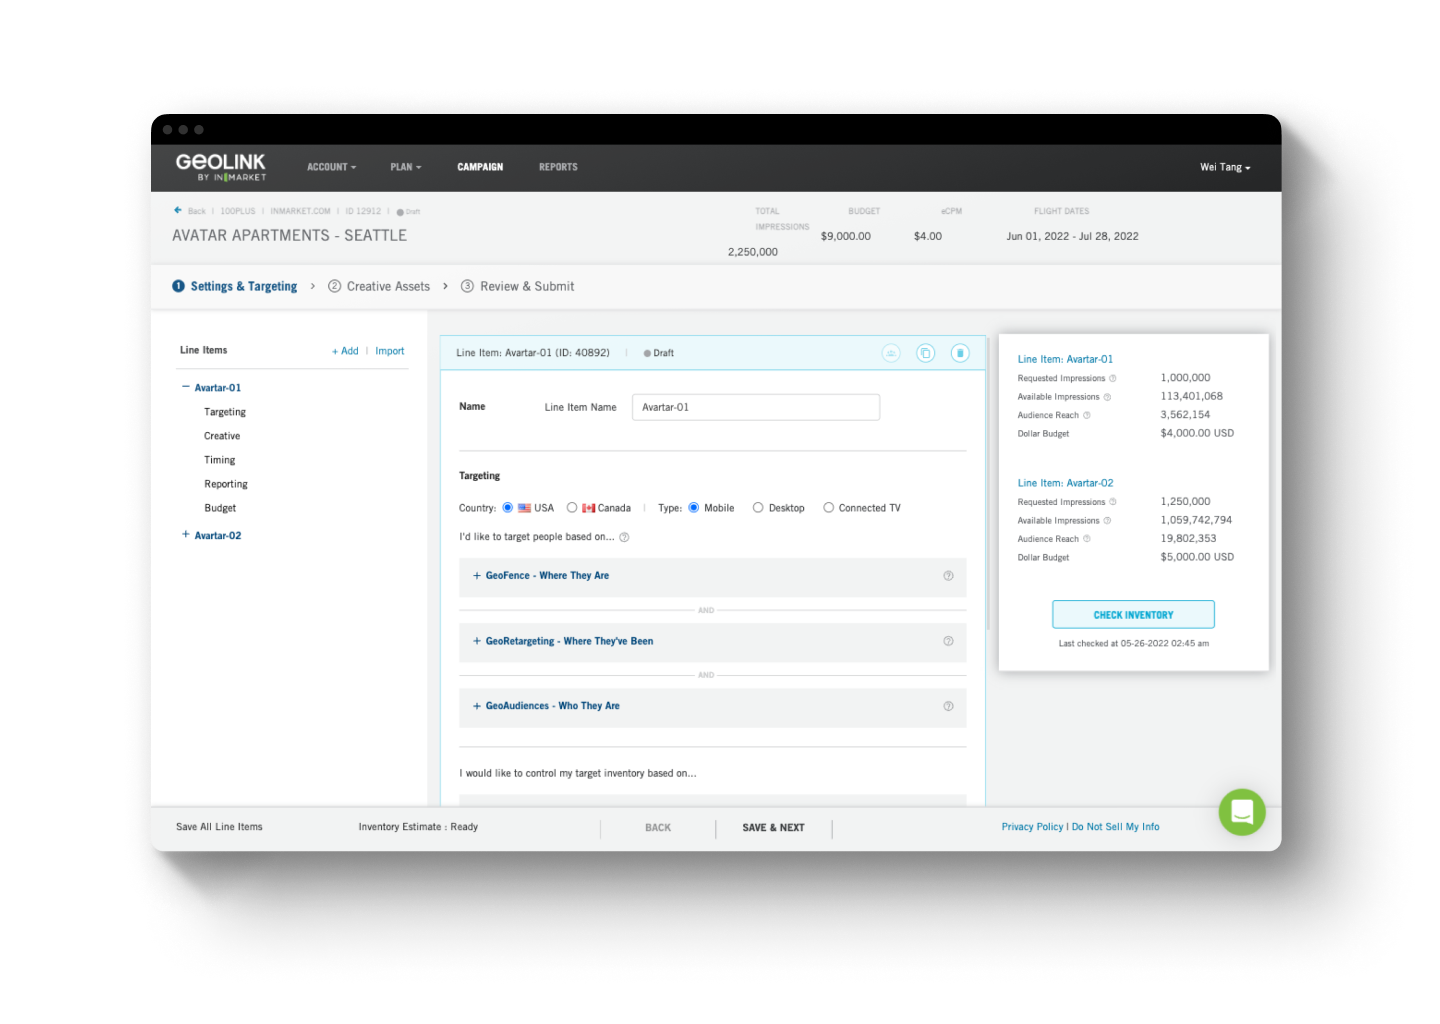 GEOLINK
BY INMARKET
ACCOUNT
PLAN
CAMPAIGN
REPORTS
Wei Tang
Back | 100PLUS | INMARKET.COM | ID 12912 | Draft
AVATAR APARTMENTS - SEATTLE
TOTAL IMPRESSIONS
2,250,000
BUDGET
$9,000.00
eCPM
$4.00
FLIGHT DATES
Jun 01, 2022 - Jul 28, 2022
1 Settings & Targeting > 2 Creative Assets > 3 Review & Submit
Line Items
+ Add | Import
− Avartar-01
Targeting
Creative
Timing
Reporting
Budget
+ Avartar-02
Line Item: Avartar-01 (ID: 40892) | Draft
Name
Line Item Name
Avartar-01
Targeting
Country: USA Canada | Type: Mobile Desktop Connected TV
I'd like to target people based on... ?
+ GeoFence - Where They Are ?
AND
+ GeoRetargeting - Where They've Been ?
AND
+ GeoAudiences - Who They Are ?
I would like to control my target inventory based on...
Line Item: Avartar-01
Requested Impressions ? 1,000,000
Available Impressions ? 113,401,068
Audience Reach ? 3,562,154
Dollar Budget $4,000.00 USD
Line Item: Avartar-02
Requested Impressions ? 1,250,000
Available Impressions ? 1,059,742,794
Audience Reach ? 19,802,353
Dollar Budget $5,000.00 USD
CHECK INVENTORY
Last checked at 05-26-2022 02:45 am
Save All Line Items
Inventory Estimate : Ready
BACK
SAVE & NEXT
Privacy Policy | Do Not Sell My Info